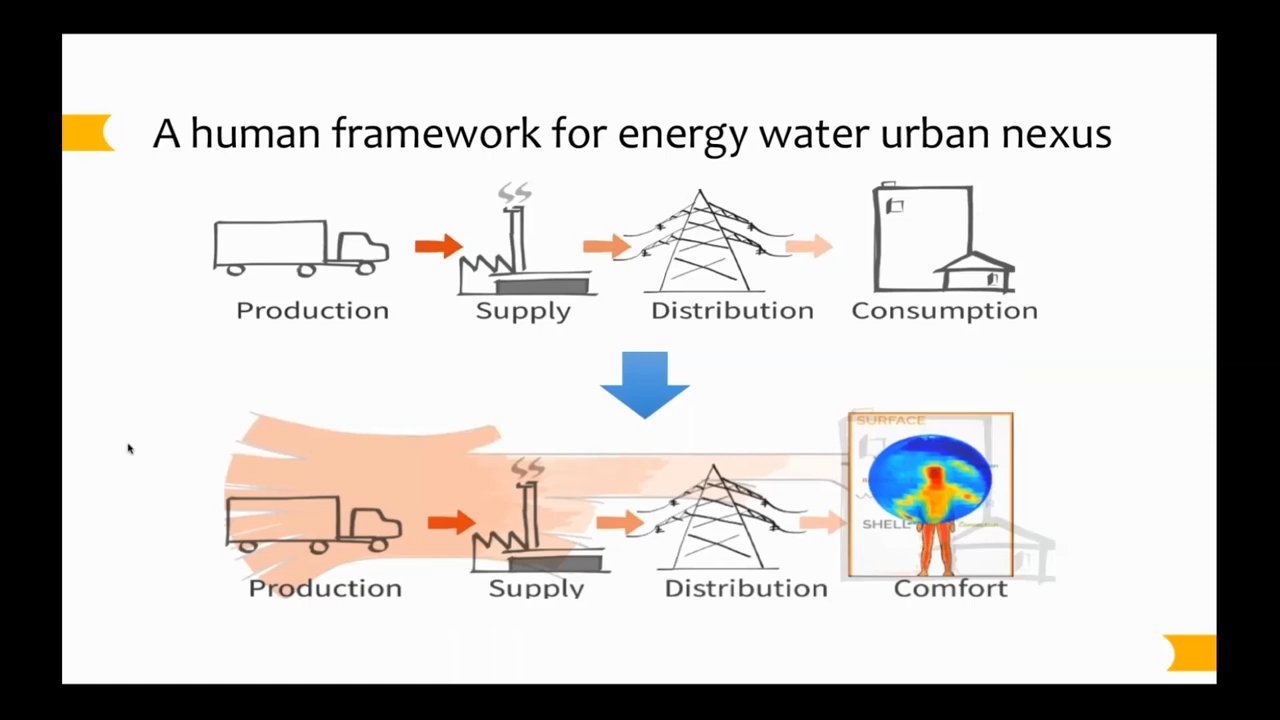 A human framework for energy water urban nexus
Production
Supply
Distribution
Consumption
SURFACE
SHELL
Production
Supply
Distribution
Comfort